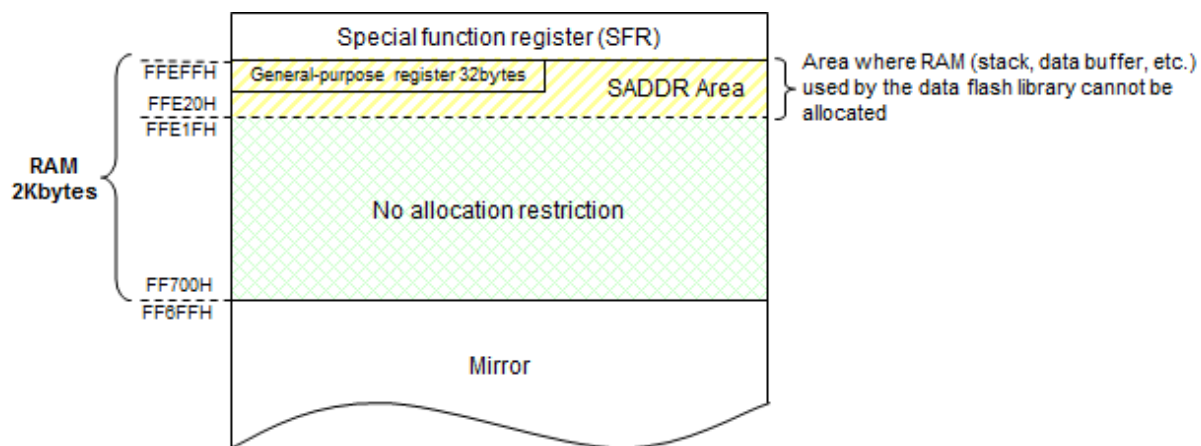 Special function register (SFR)
FFEFFH
General-purpose register 32bytes
SADDR Area
Area where RAM (stack, data buffer, etc.)
used by the data flash library cannot be
allocated
FFE20H
FFE1FH
RAM
2Kbytes
No allocation restriction
FF700H
FF6FFH
Mirror